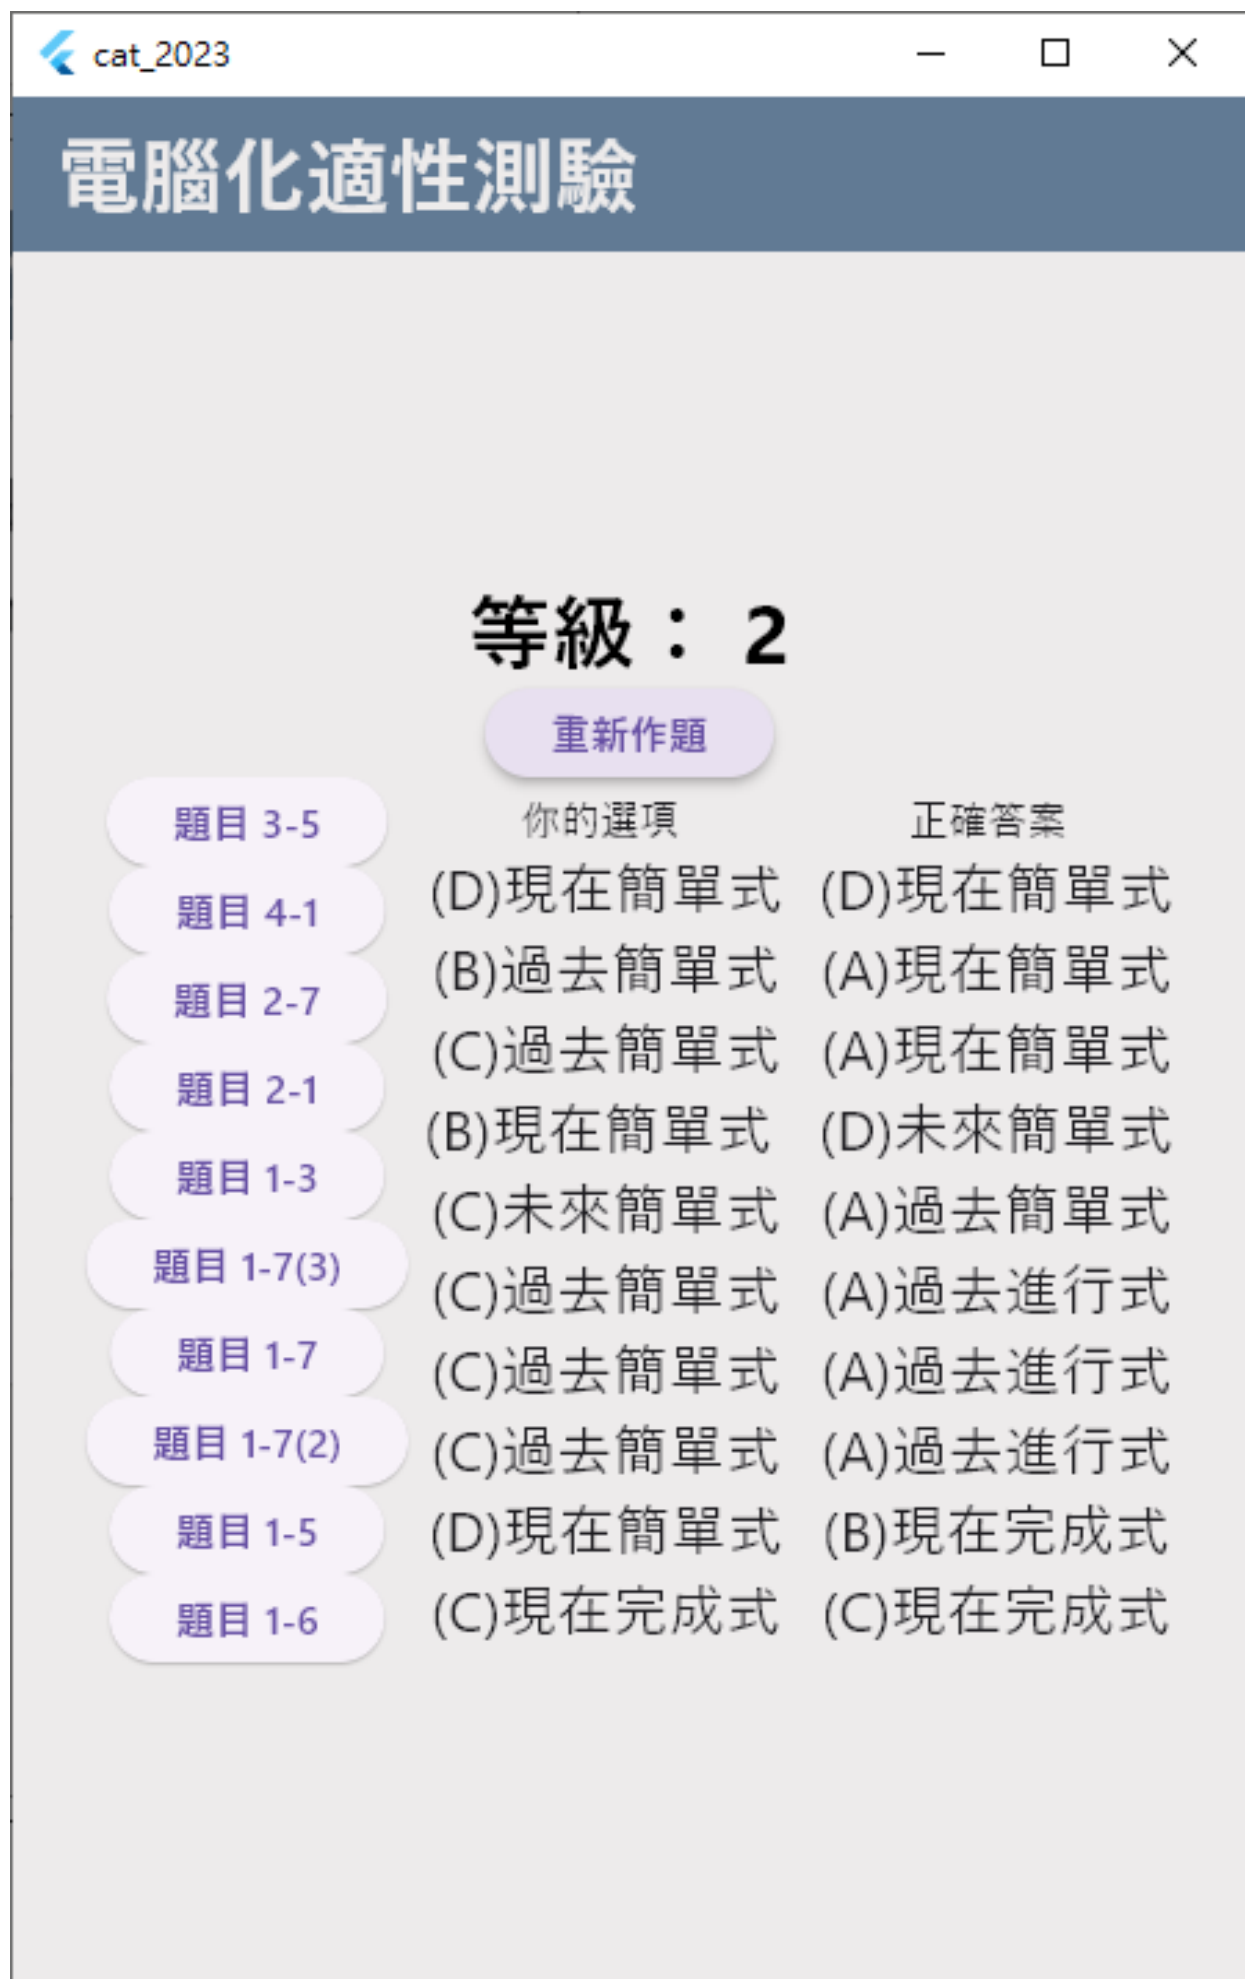 cat_2023
電腦化適性測驗
等級： 2
重新作題
題目 3-5 你的選項 正確答案
(D)現在簡單式 (D)現在簡單式
題目 4-1
(B)過去簡單式 (A)現在簡單式
題目 2-7
(C)過去簡單式 (A)現在簡單式
題目 2-1
(B)現在簡單式 (D)未來簡單式
題目 1-3
(C)未來簡單式 (A)過去簡單式
題目 1-7(3)
(C)過去簡單式 (A)過去進行式
題目 1-7
(C)過去簡單式 (A)過去進行式
題目 1-7(2)
(C)過去簡單式 (A)過去進行式
題目 1-5
(D)現在簡單式 (B)現在完成式
題目 1-6
(C)現在完成式 (C)現在完成式